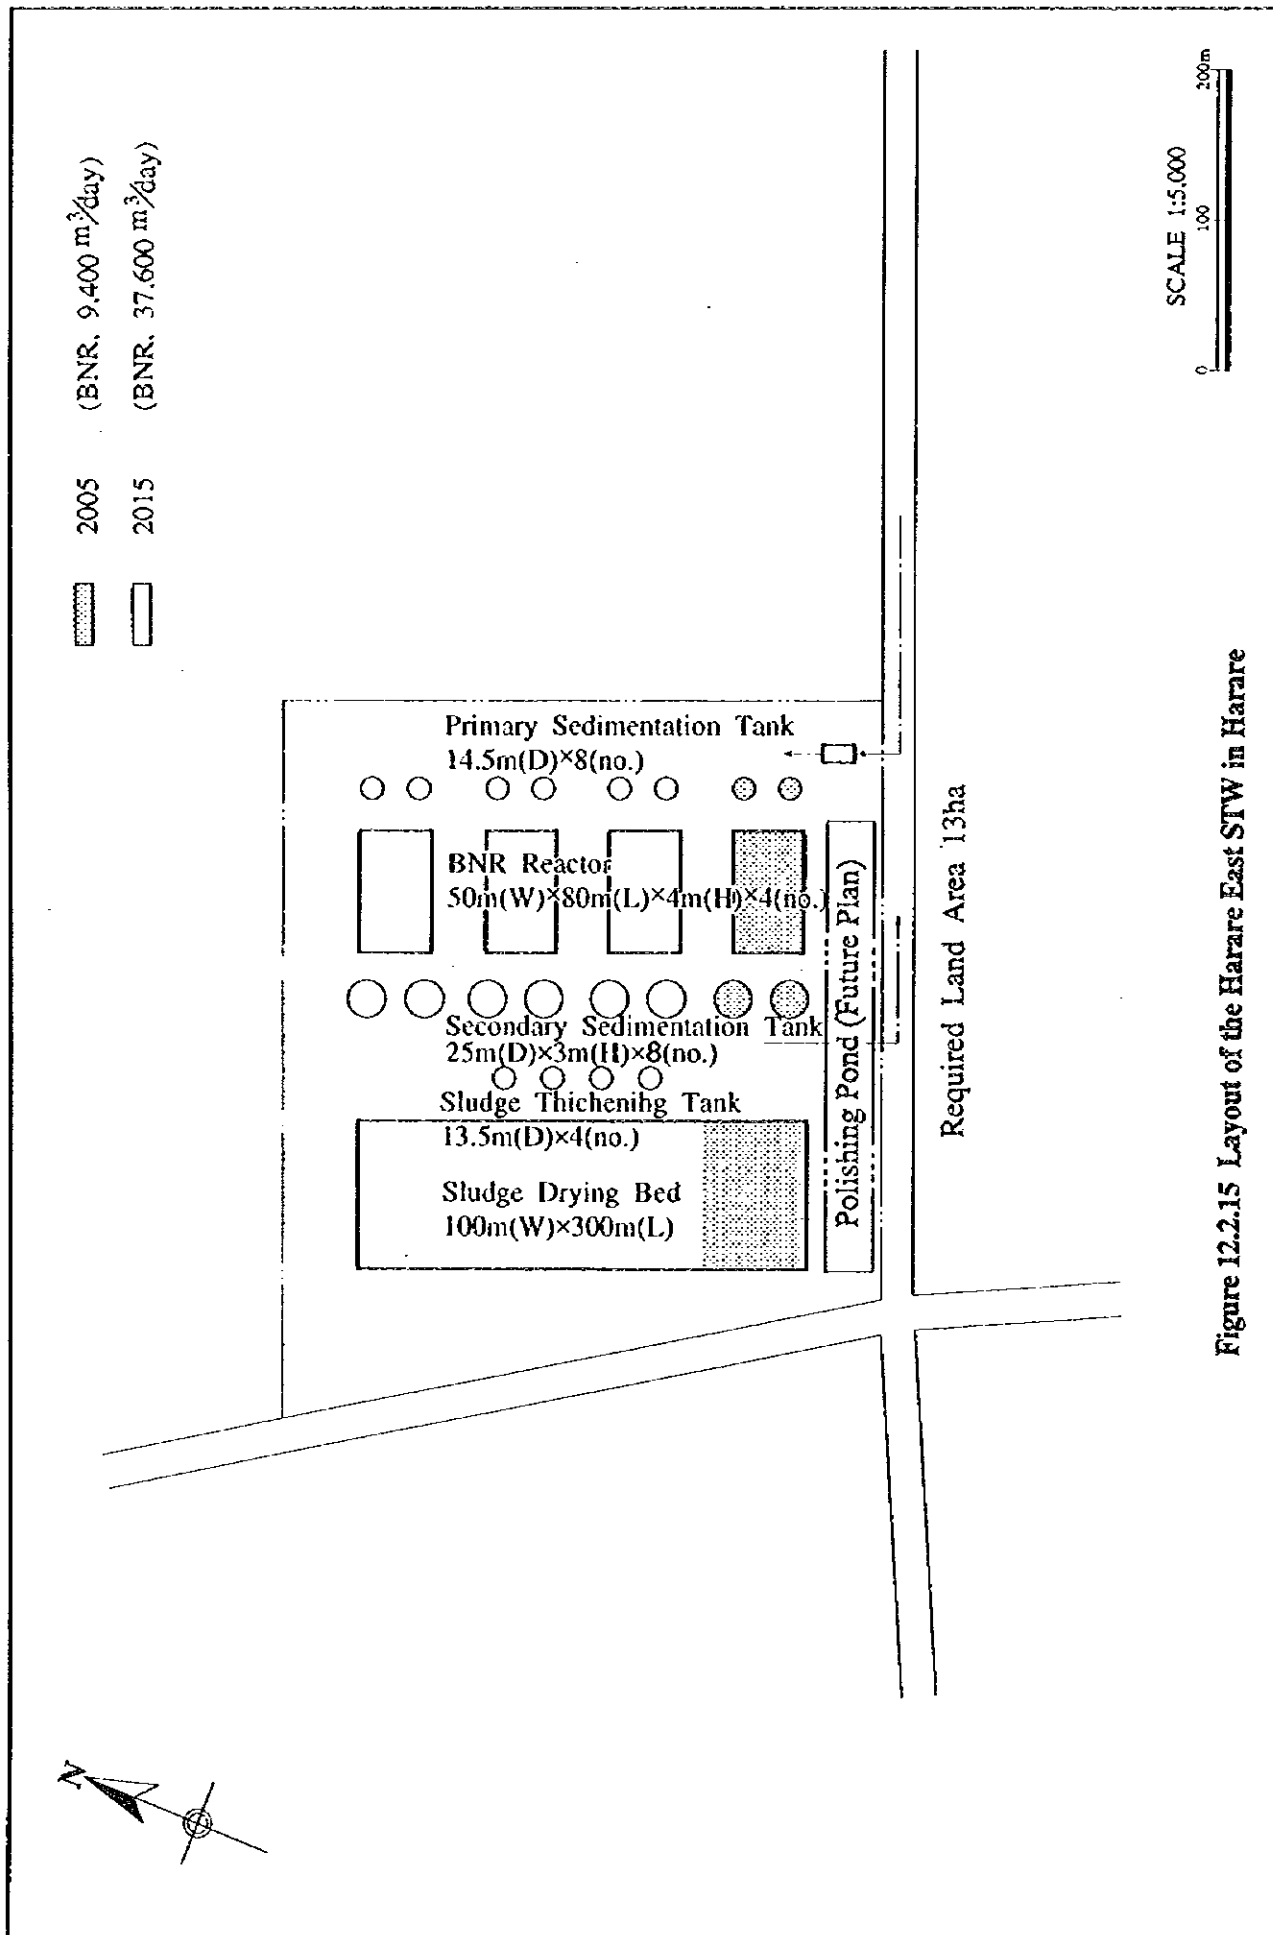 2005 (BNR. 9.400 m³/day)
2015 (BNR. 37.600 m³/day)
N
Primary Sedimentation Tank
14.5m(D)×8(no.)
BNR Reactor
50m(W)×80m(L)×4m(H)×4(no.)
Secondary Sedimentation Tank
25m(D)×3m(H)×8(no.)
Sludge Thichenihg Tank
13.5m(D)×4(no.)
Sludge Drying Bed
100m(W)×300m(L)
Polishing Pond (Future Plan)
Required Land Area 13ha
SCALE 1:5.000
0 100 200m
Figure 12.2.15 Layout of the Harare East STW in Harare